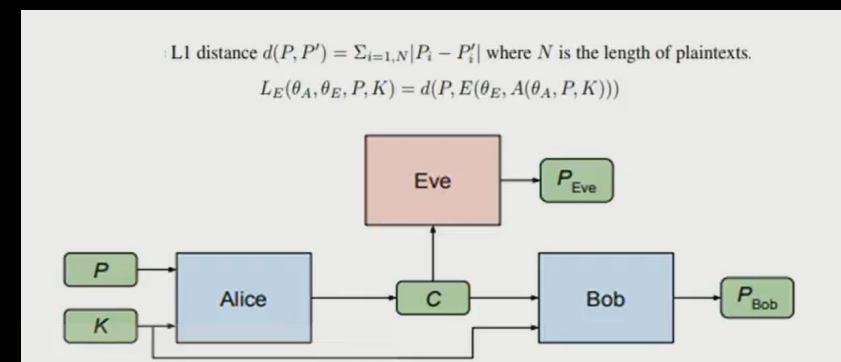 L1 distance d(P, P′) = Σi=1,N|Pi − P′i| where N is the length of plaintexts.
LE(θA, θE, P, K) = d(P, E(θE, A(θA, P, K)))
Eve
PEve
P
Alice
C
Bob
PBob
K